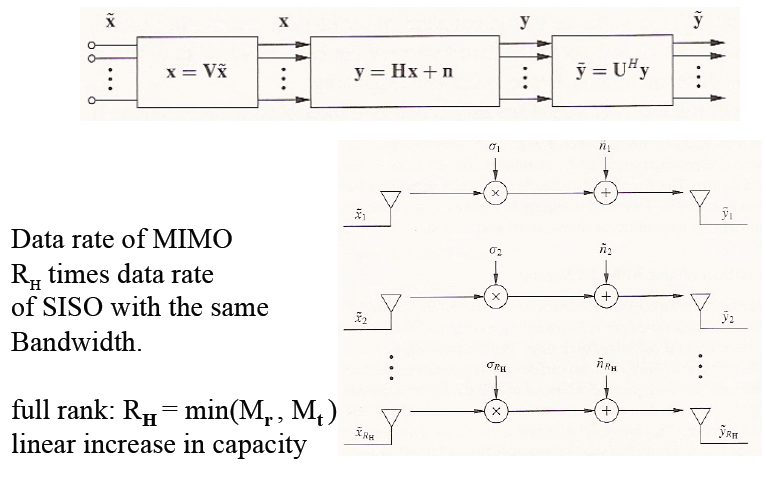 x̃ x y ỹ
x = Vx̃ y = Hx + n ỹ = Uᴴy
σ₁ ñ₁
×
+
x̃₁ ỹ₁
Data rate of MIMO
R_H times data rate
of SISO with the same
Bandwidth.
σ₂ ñ₂
×
+
x̃₂ ỹ₂
full rank: R_H = min(M_r, M_t)
linear increase in capacity
σ_RH ñ_RH
×
+
x̃_RH ỹ_RH